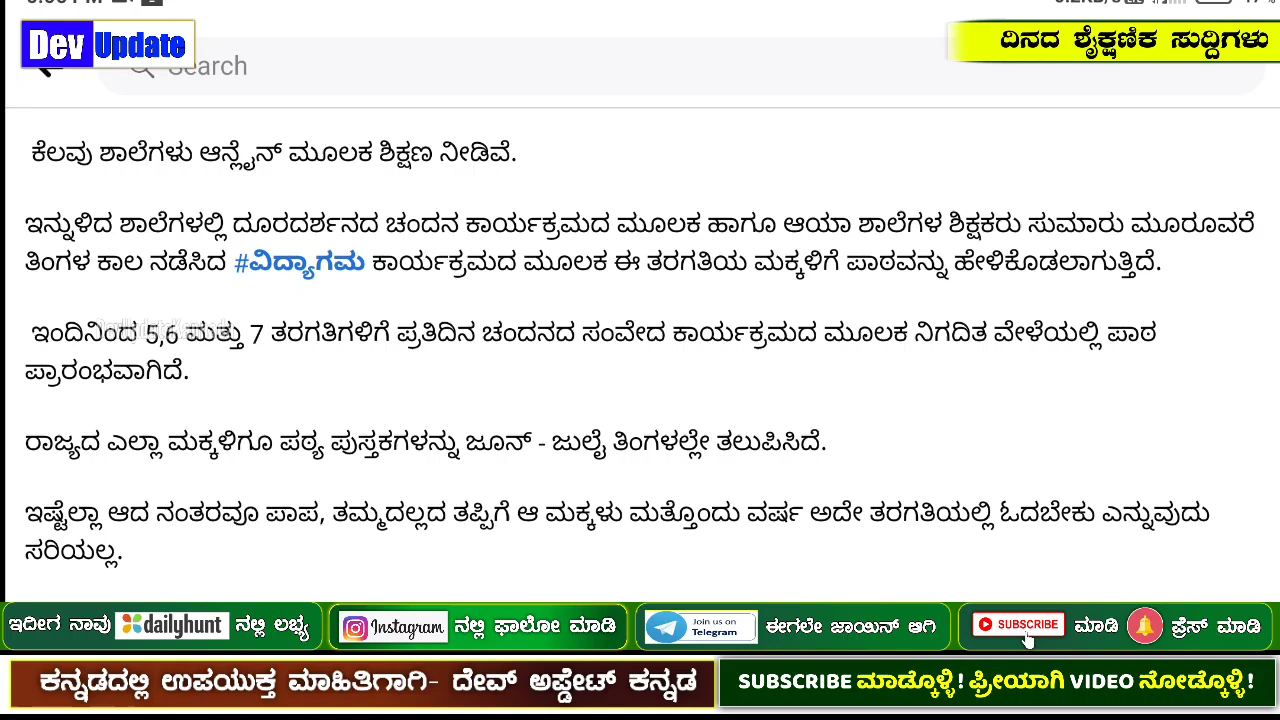 Dev Update
ದಿನದ ಶೈಕ್ಷಣಿಕ ಸುದ್ದಿಗಳು
Search
ಕೆಲವು ಶಾಲೆಗಳು ಆನ್ಲೈನ್ ಮೂಲಕ ಶಿಕ್ಷಣ ನೀಡಿವೆ.
ಇನ್ನುಳಿದ ಶಾಲೆಗಳಲ್ಲಿ ದೂರದರ್ಶನದ ಚಂದನ ಕಾರ್ಯಕ್ರಮದ ಮೂಲಕ ಹಾಗೂ ಆಯಾ ಶಾಲೆಗಳ ಶಿಕ್ಷಕರು ಸುಮಾರು ಮೂರೂವರೆ
ತಿಂಗಳ ಕಾಲ ನಡೆಸಿದ #ವಿದ್ಯಾಗಮ ಕಾರ್ಯಕ್ರಮದ ಮೂಲಕ ಈ ತರಗತಿಯ ಮಕ್ಕಳಿಗೆ ಪಾಠವನ್ನು ಹೇಳಿಕೊಡಲಾಗುತ್ತಿದೆ.
ಇಂದಿನಿಂದ 5,6 ಮತ್ತು 7 ತರಗತಿಗಳಿಗೆ ಪ್ರತಿದಿನ ಚಂದನದ ಸಂವೇದ ಕಾರ್ಯಕ್ರಮದ ಮೂಲಕ ನಿಗದಿತ ವೇಳೆಯಲ್ಲಿ ಪಾಠ
ಪ್ರಾರಂಭವಾಗಿದೆ.
ರಾಜ್ಯದ ಎಲ್ಲಾ ಮಕ್ಕಳಿಗೂ ಪಠ್ಯ ಪುಸ್ತಕಗಳನ್ನು ಜೂನ್ - ಜುಲೈ ತಿಂಗಳಲ್ಲೇ ತಲುಪಿಸಿದೆ.
ಇಷ್ಟೆಲ್ಲಾ ಆದ ನಂತರವೂ ಪಾಪ, ತಮ್ಮದಲ್ಲದ ತಪ್ಪಿಗೆ ಆ ಮಕ್ಕಳು ಮತ್ತೊಂದು ವರ್ಷ ಅದೇ ತರಗತಿಯಲ್ಲಿ ಓದಬೇಕು ಎನ್ನುವುದು
ಸರಿಯಲ್ಲ.
ಇದೀಗ ನಾವು dailyhunt ನಲ್ಲಿ ಲಭ್ಯ
Instagram ನಲ್ಲಿ ಫಾಲೋ ಮಾಡಿ
Join us on
Telegram ಈಗಲೇ ಜಾಯಿನ್ ಆಗಿ
SUBSCRIBE ಮಾಡಿ ಪ್ರೆಸ್ ಮಾಡಿ
ಕನ್ನಡದಲ್ಲಿ ಉಪಯುಕ್ತ ಮಾಹಿತಿಗಾಗಿ- ದೇವ್ ಅಪ್ಡೇಟ್ ಕನ್ನಡ
SUBSCRIBE ಮಾಡ್ಕೊಳ್ಳಿ! ಫ್ರೀಯಾಗಿ VIDEO ನೋಡ್ಕೊಳ್ಳಿ!